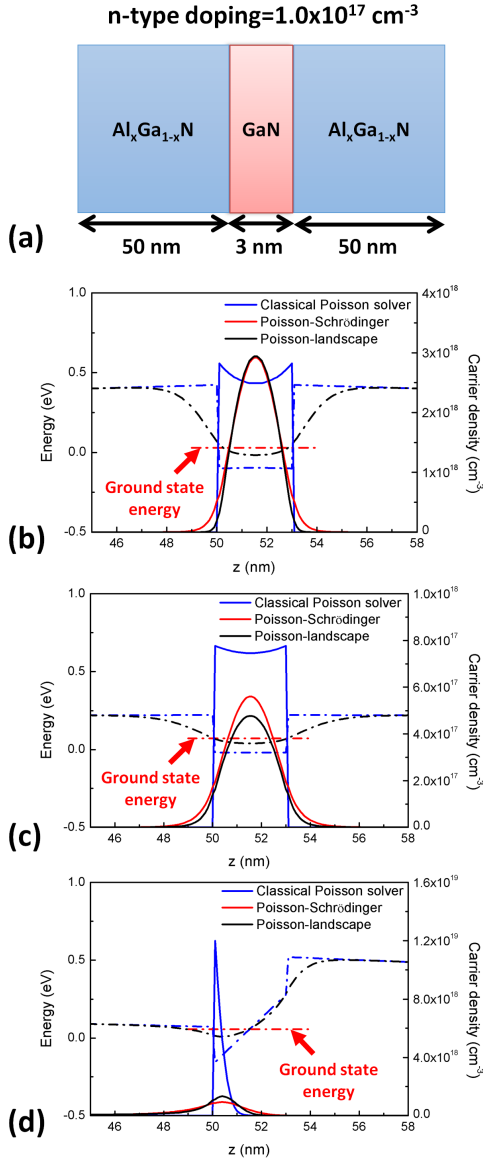 n-type doping=1.0x10¹⁷ cm⁻³
AlₓGa₁₋ₓN
GaN
AlₓGa₁₋ₓN
(a)
50 nm
3 nm
50 nm
1.0
0.5
0.0
-0.5
Energy (eV)
Classical Poisson solver
Poisson-Schrödinger
Poisson-landscape
Ground state
energy
4x10¹⁸
3x10¹⁸
2x10¹⁸
1x10¹⁸
0
Carrier density (cm⁻³)
46 48 50 52 54 56 58
z (nm)
(b)
1.0
0.5
0.0
-0.5
Energy (eV)
Classical Poisson solver
Poisson-Schrödinger
Poisson-landscape
Ground state
energy
1.0x10¹⁸
8.0x10¹⁷
6.0x10¹⁷
4.0x10¹⁷
2.0x10¹⁷
0.0
Carrier density (cm⁻³)
46 48 50 52 54 56 58
z (nm)
(c)
1.0
0.5
0.0
-0.5
Energy (eV)
Classical Poisson solver
Poisson-Schrödinger
Poisson-landscape
Ground state
energy
1.6x10¹⁹
1.2x10¹⁹
8.0x10¹⁸
4.0x10¹⁸
0.0
Carrier density (cm⁻³)
46 48 50 52 54 56 58
z (nm)
(d)